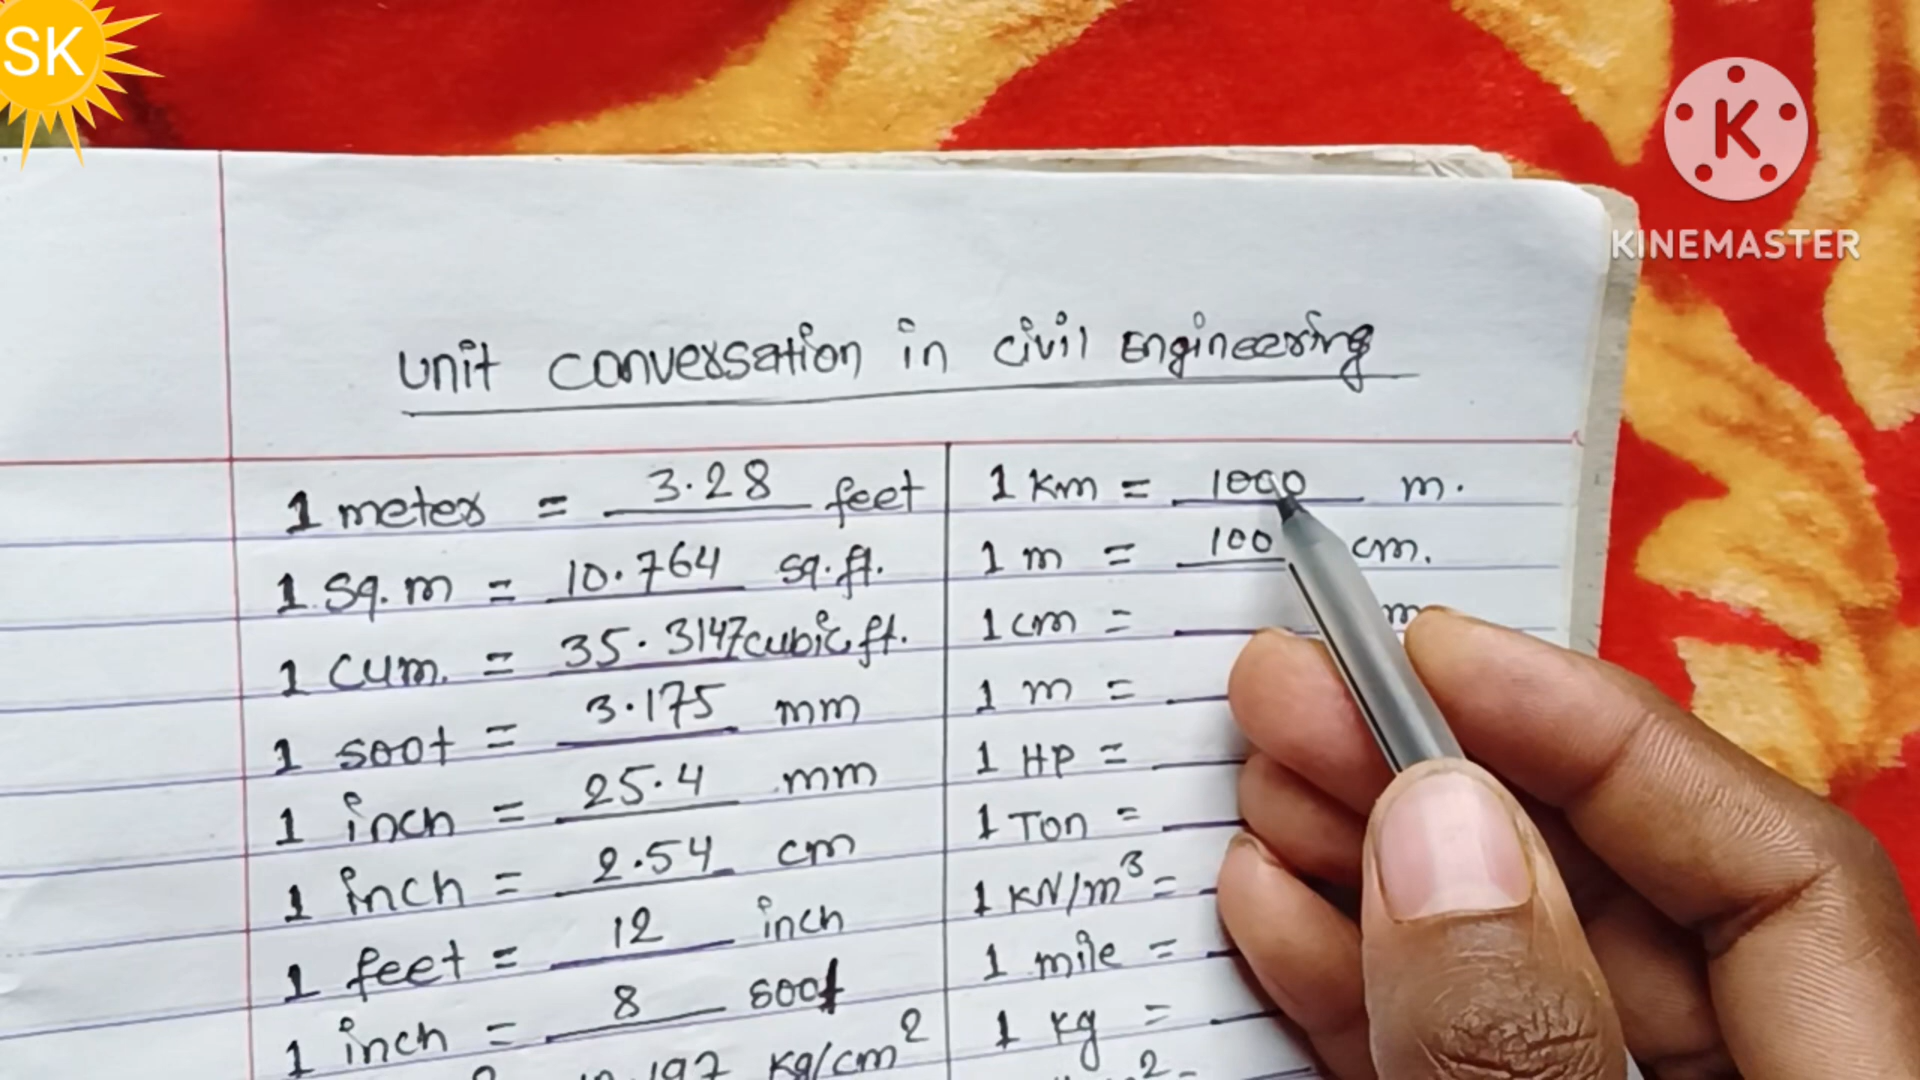 SK
KINEMASTER
unit conversation in civil Engineering
1 meter = 3.28 feet
1 sq.m = 10.764 sq.ft.
1 cum. = 35.3147 cubic ft.
1 soot = 3.175 mm
1 inch = 25.4 mm
1 inch = 2.54 cm
1 feet = 12 inch
1 inch = 8 soot
kg/cm²
1 km = 1000 m.
1 m = 100 cm.
1 cm =
1 m =
1 HP =
1 Ton =
1 KN/m³ =
1 mile =
1 kg =